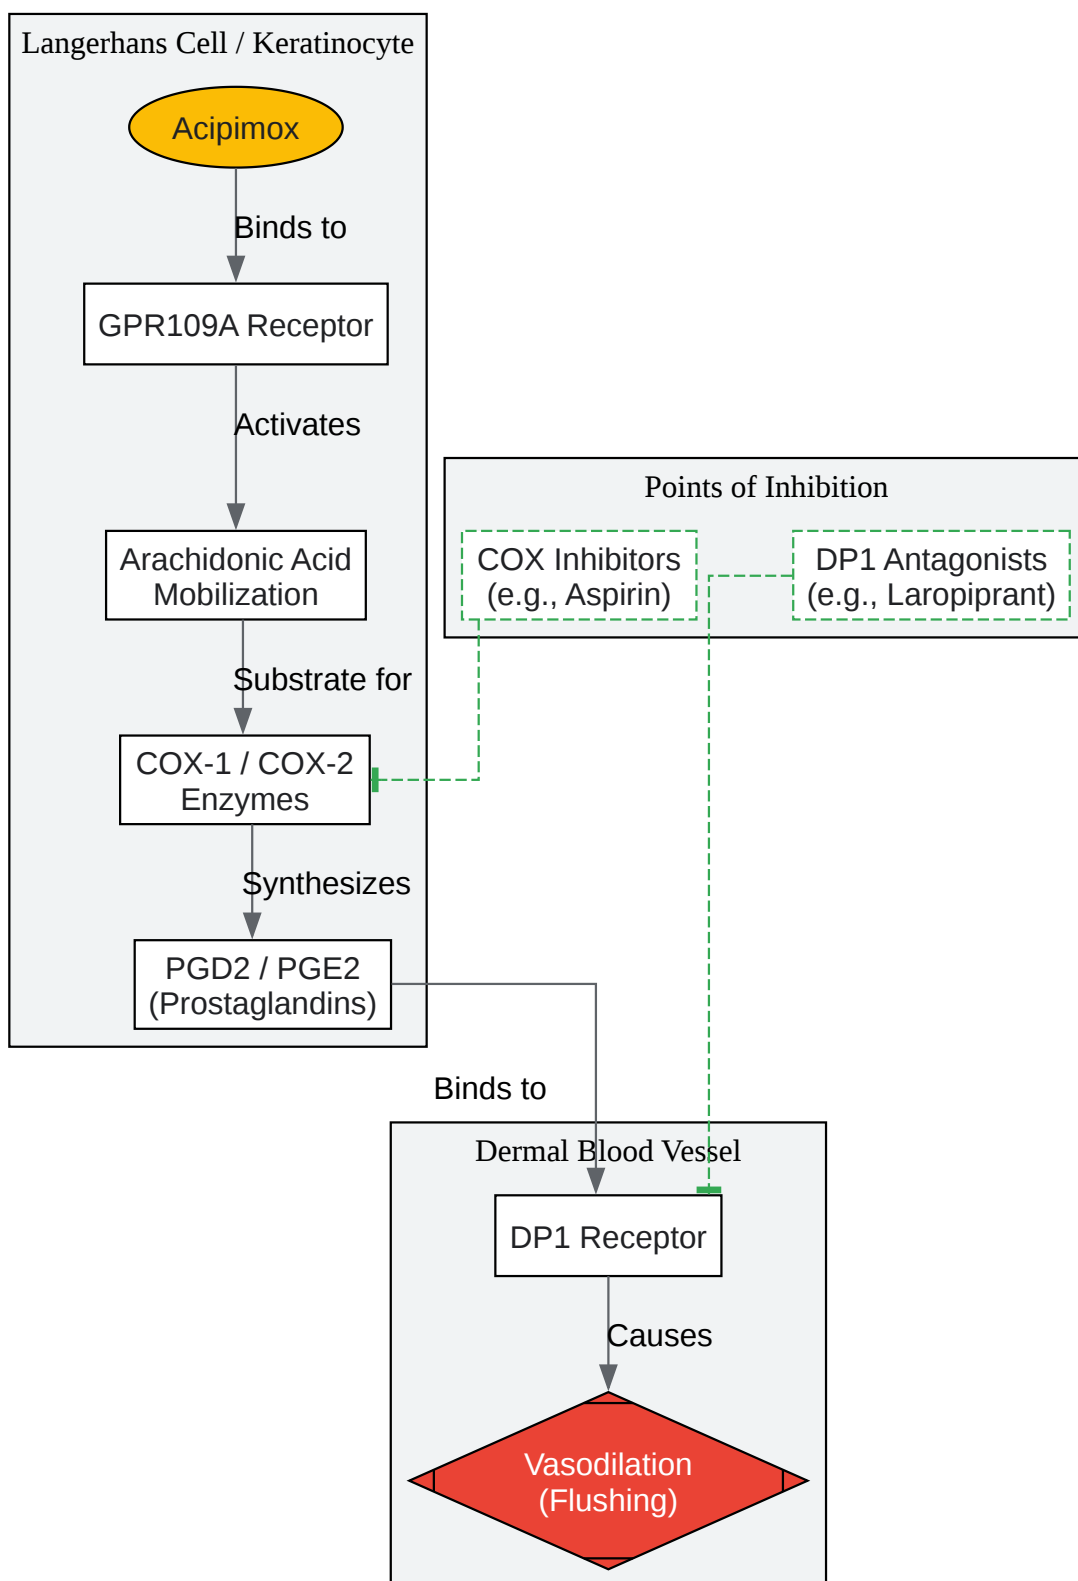 Langerhans Cell / Keratinocyte
Acipimox
Binds to
GPR109A Receptor
Activates
Points of Inhibition
COX Inhibitors
(e.g., Aspirin)
DP1 Antagonists
(e.g., Laropiprant)
Arachidonic Acid
Mobilization
Substrate for
COX-1 / COX-2
Enzymes
Synthesizes
PGD2 / PGE2
(Prostaglandins)
Binds to
Dermal Blood Vessel
DP1 Receptor
Causes
Vasodilation
(Flushing)